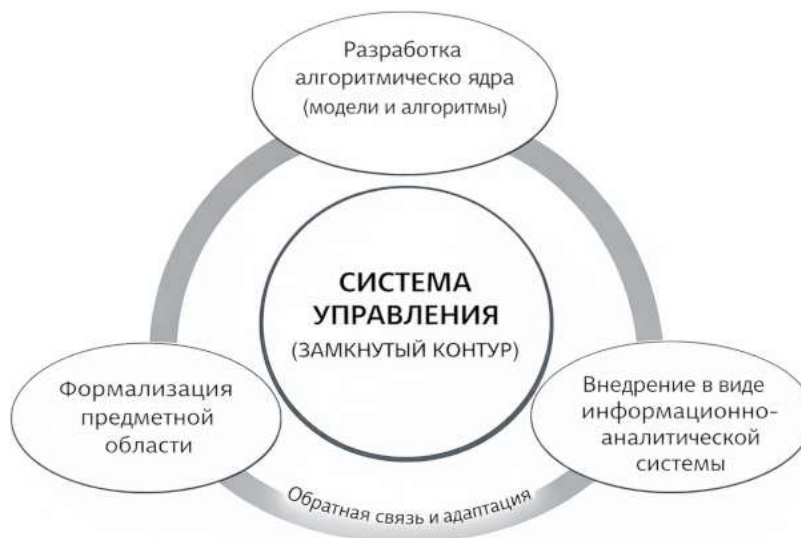 Разработка
алгоритмическо ядра
(модели и алгоритмы)
СИСТЕМА
УПРАВЛЕНИЯ
(ЗАМКНУТЫЙ КОНТУР)
Формализация
предметной
области
Внедрение в виде
информационно-
аналитической
системы
Обратная связь и адаптация